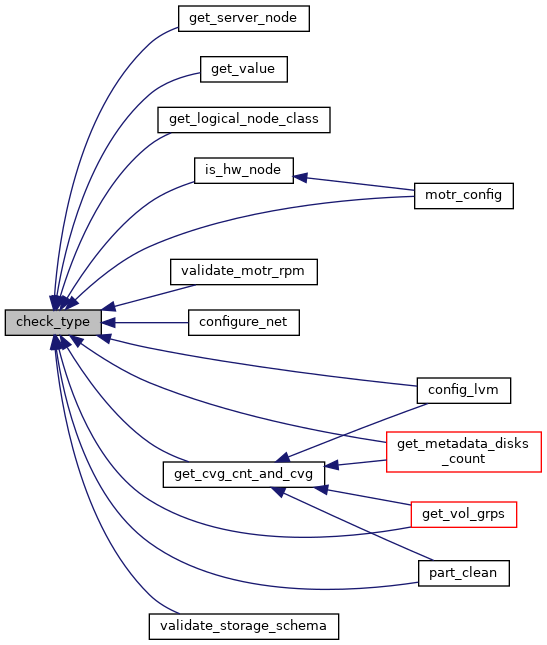 get_server_node
get_value
get_logical_node_class
is_hw_node
motr_config
validate_motr_rpm
check_type
configure_net
config_lvm
get_metadata_disks
_count
get_cvg_cnt_and_cvg
get_vol_grps
part_clean
validate_storage_schema